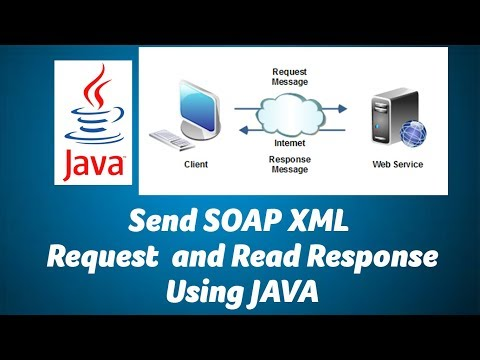 Java
Request
Message
Client
Internet
Web Service
Response
Message
Send SOAP XML
Request and Read Response
Using JAVA